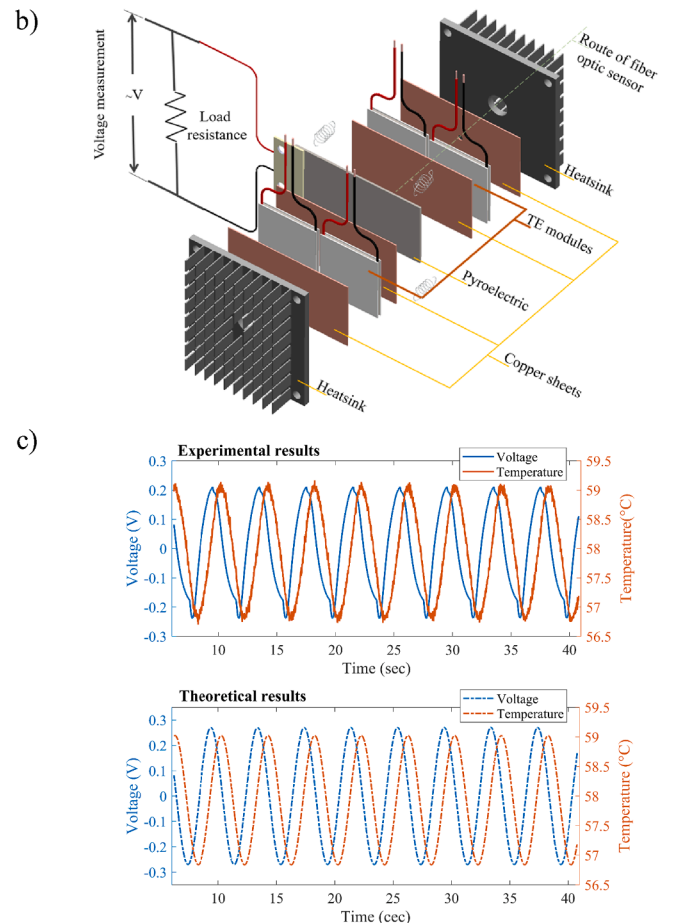 b)
Voltage measurement
~V
Load
resistance
Route of fiber
optic sensor
Heatsink
TE modules
Pyroelectric
Copper sheets
Heatsink
c)
Experimental results
Voltage
Temperature
0.3
0.2
0.1
0
-0.1
-0.2
-0.3
Voltage (V)
59.5
59
58.5
58
57.5
57
56.5
Temperature(°C)
10 15 20 25 30 35 40
Time (sec)
Theoretical results
Voltage
Temperature
0.3
0.2
0.1
0
-0.1
-0.2
-0.3
Voltage (V)
59.5
59
58.5
58
57.5
57
56.5
Temperature (°C)
10 15 20 25 30 35 40
Time (cec)